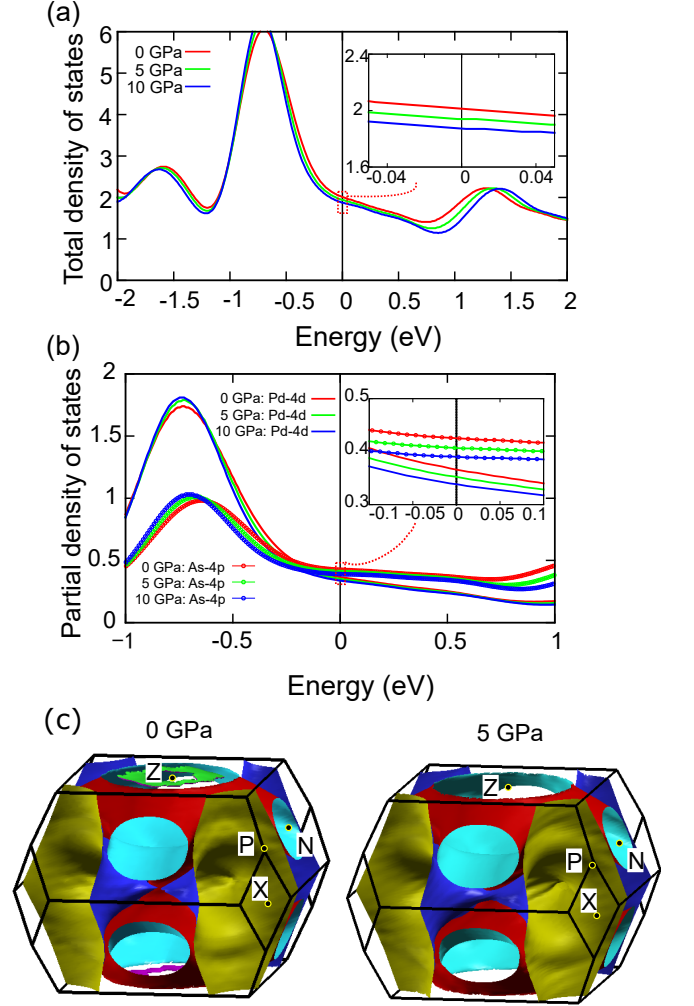 (a)
Total density of states
6
5
4
3
2
1
0
0 GPa
5 GPa
10 GPa
2.4
2
1.6
-0.04
0
0.04
-2
-1.5
-1
-0.5
0
0.5
1
1.5
2
Energy (eV)
(b)
Partial density of states
2
1.5
1
0.5
0
0 GPa: Pd-4d
5 GPa: Pd-4d
10 GPa: Pd-4d
0.5
0.4
0.3
-0.1
-0.05
0
0.05
0.1
0 GPa: As-4p
5 GPa: As-4p
10 GPa: As-4p
-1
-0.5
0
0.5
1
Energy (eV)
(c)
0 GPa
5 GPa
Z
P
N
X
Z
P
N
X